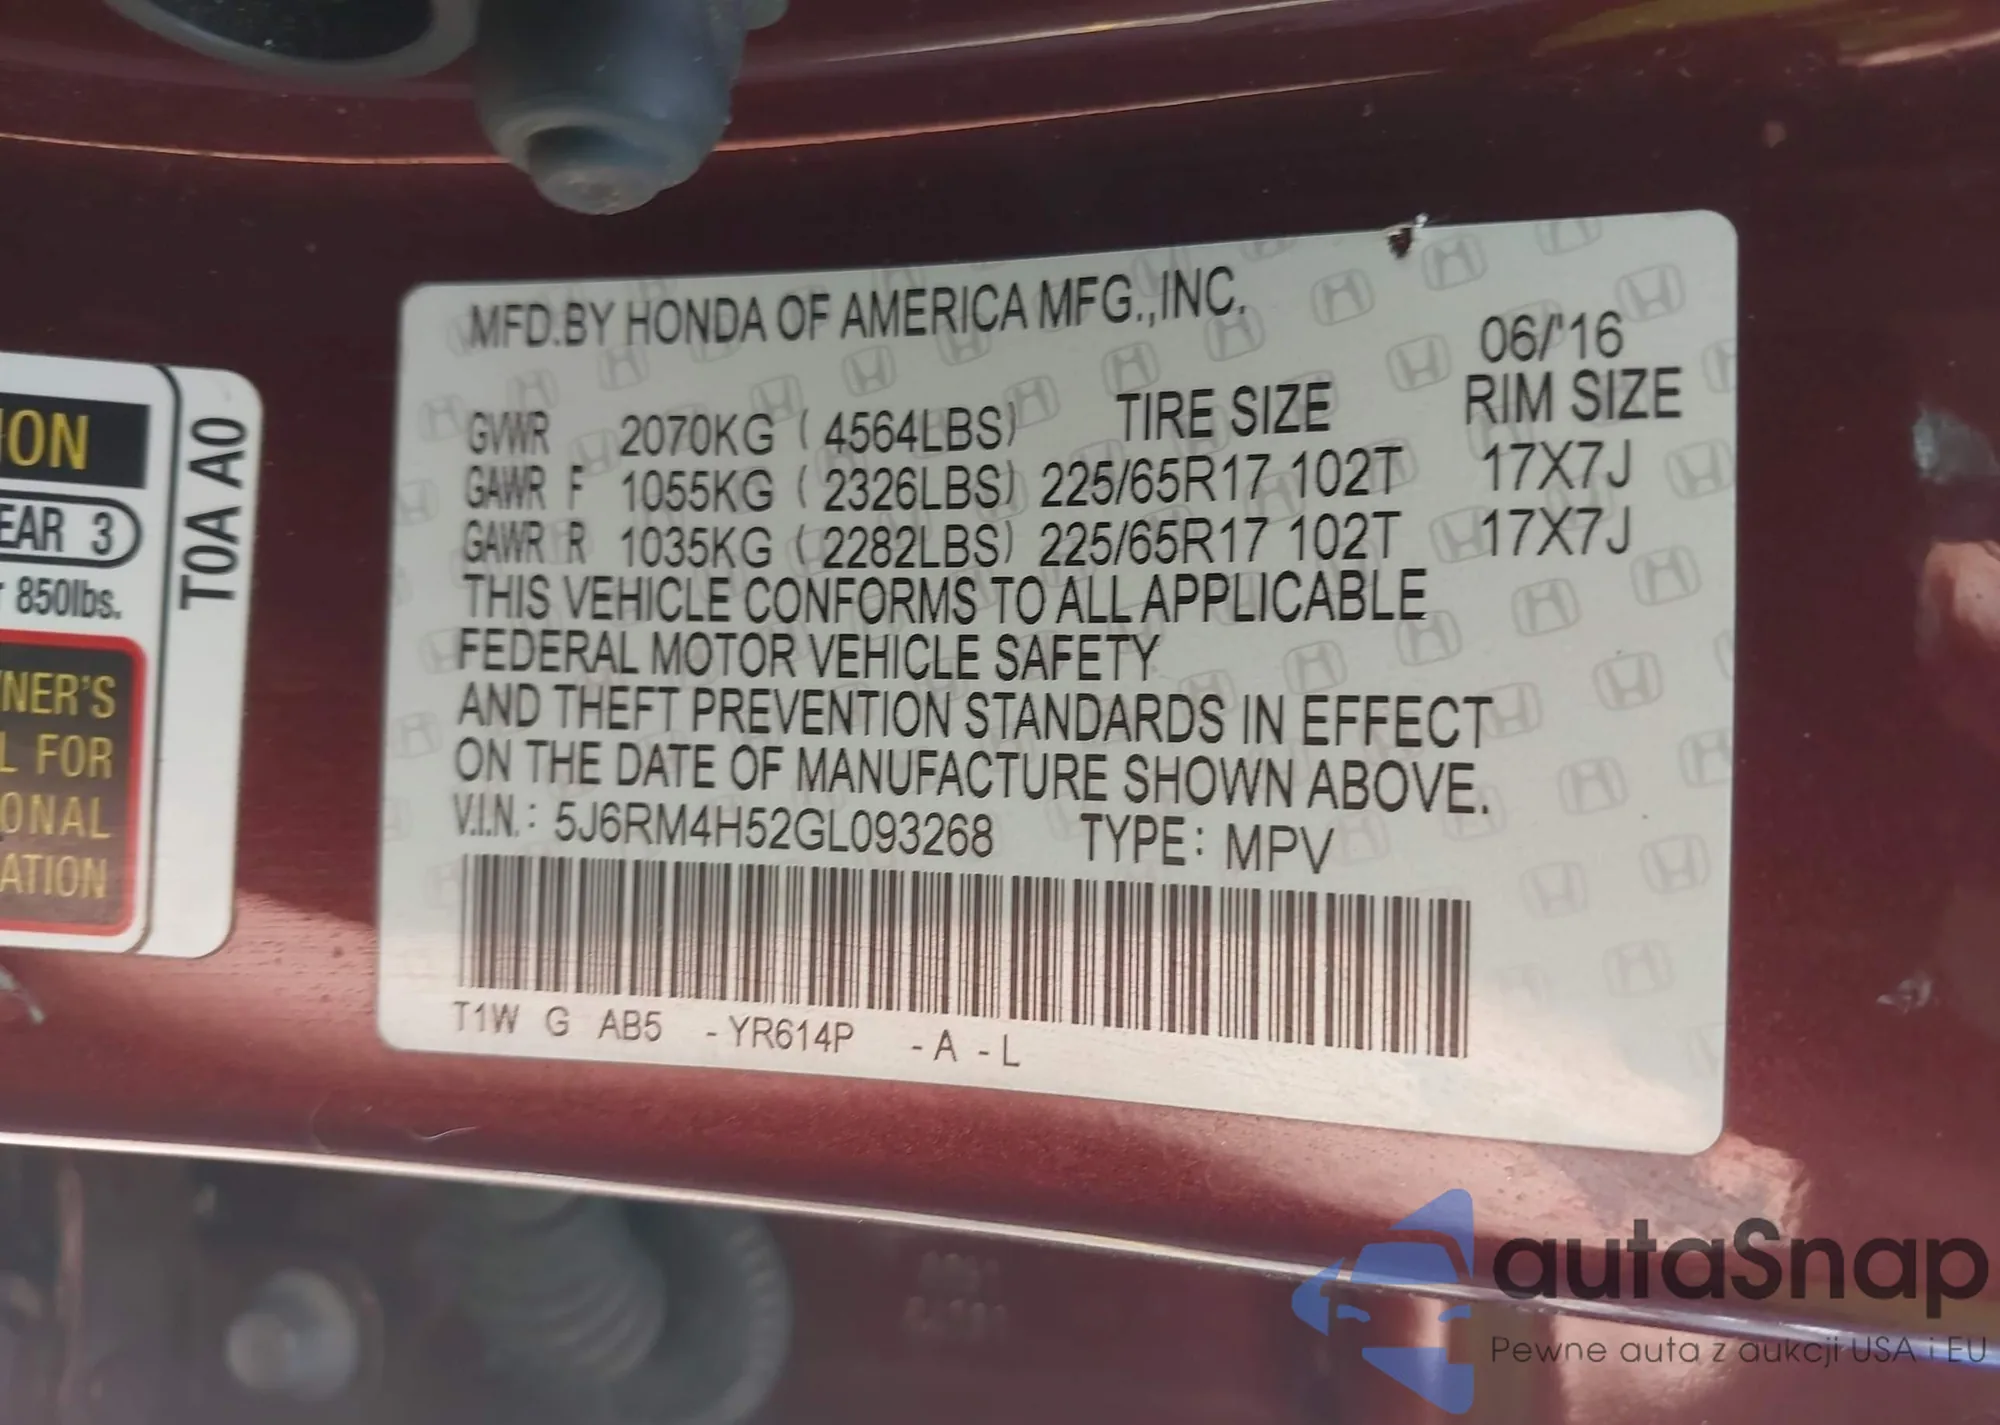 MFD.BY HONDA OF AMERICA MFG.,INC.
06/'16
TIRE SIZE RIM SIZE
GVWR 2070KG ( 4564LBS)
GAWR F 1055KG ( 2326LBS) 225/65R17 102T 17X7J
GAWR R 1035KG ( 2282LBS) 225/65R17 102T 17X7J
THIS VEHICLE CONFORMS TO ALL APPLICABLE
FEDERAL MOTOR VEHICLE SAFETY
AND THEFT PREVENTION STANDARDS IN EFFECT
ON THE DATE OF MANUFACTURE SHOWN ABOVE.
V.I.N.: 5J6RM4H52GL093268 TYPE: MPV
T1W G AB5 -YR614P -A -L
ION
EAR 3
850lbs.
NER'S
L FOR
ONAL
ATION
T0A A0
autaSnap
Pewne auta z aukcji USA i EU